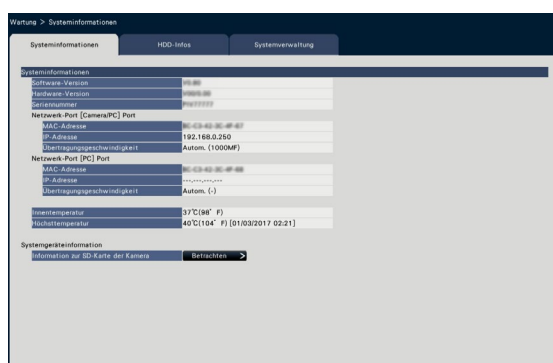 Wartung > Systeminformationen
Systeminformationen HDD-Infos Systemverwaltung
Systeminformationen
Software-Version
Hardware-Version
Seriennummer
Netzwerk-Port [Camera/PC] Port
MAC-Adresse
IP-Adresse 192.168.0.250
Übertragungsgeschwindigkeit Autom. (1000MF)
Netzwerk-Port [PC] Port
MAC-Adresse
IP-Adresse ---.---.---.---
Übertragungsgeschwindigkeit Autom. (-)
Innentemperatur 37℃(98°F)
Höchsttemperatur 40℃(104°F) [01/03/2017 02:21]
Systemgeräteinformation
Information zur SD-Karte der Kamera Betrachten >